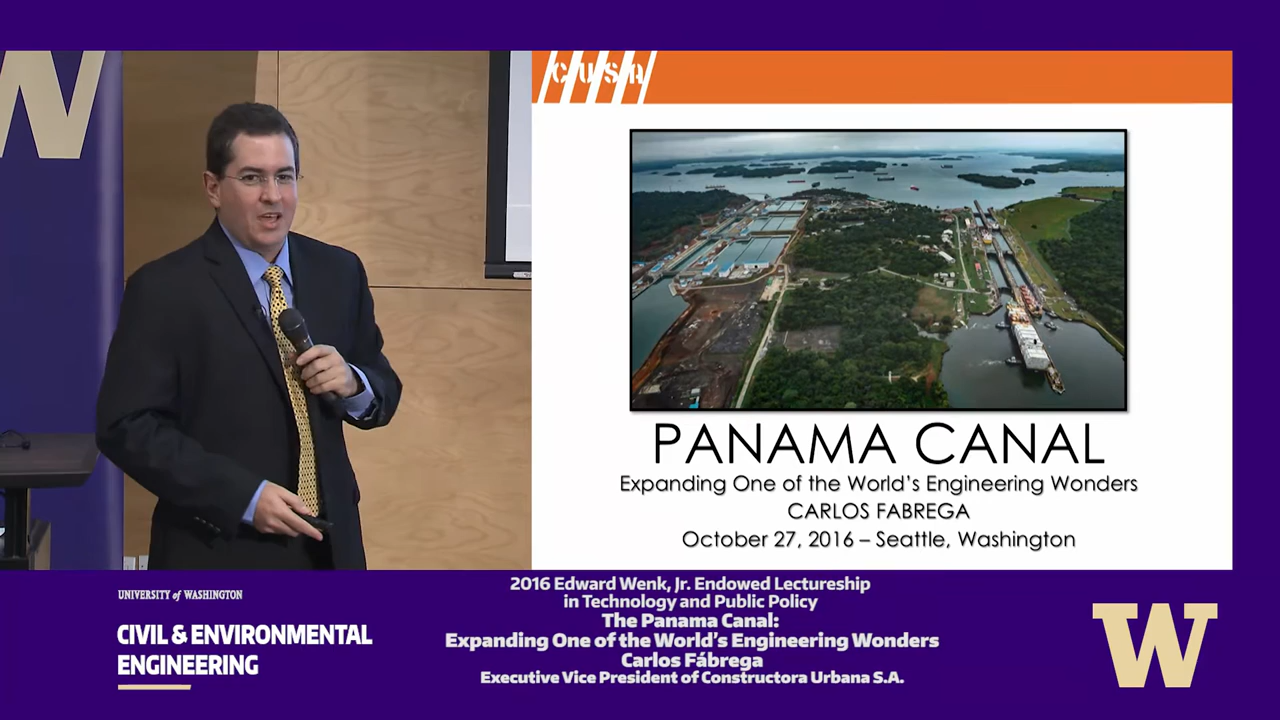 W
CUSA
PANAMA CANAL
Expanding One of the World's Engineering Wonders
CARLOS FABREGA
October 27, 2016 – Seattle, Washington
UNIVERSITY of WASHINGTON
CIVIL & ENVIRONMENTAL
ENGINEERING
2016 Edward Wenk, Jr. Endowed Lectureship
in Technology and Public Policy
The Panama Canal:
Expanding One of the World's Engineering Wonders
Carlos Fábrega
Executive Vice President of Constructora Urbana S.A.
W